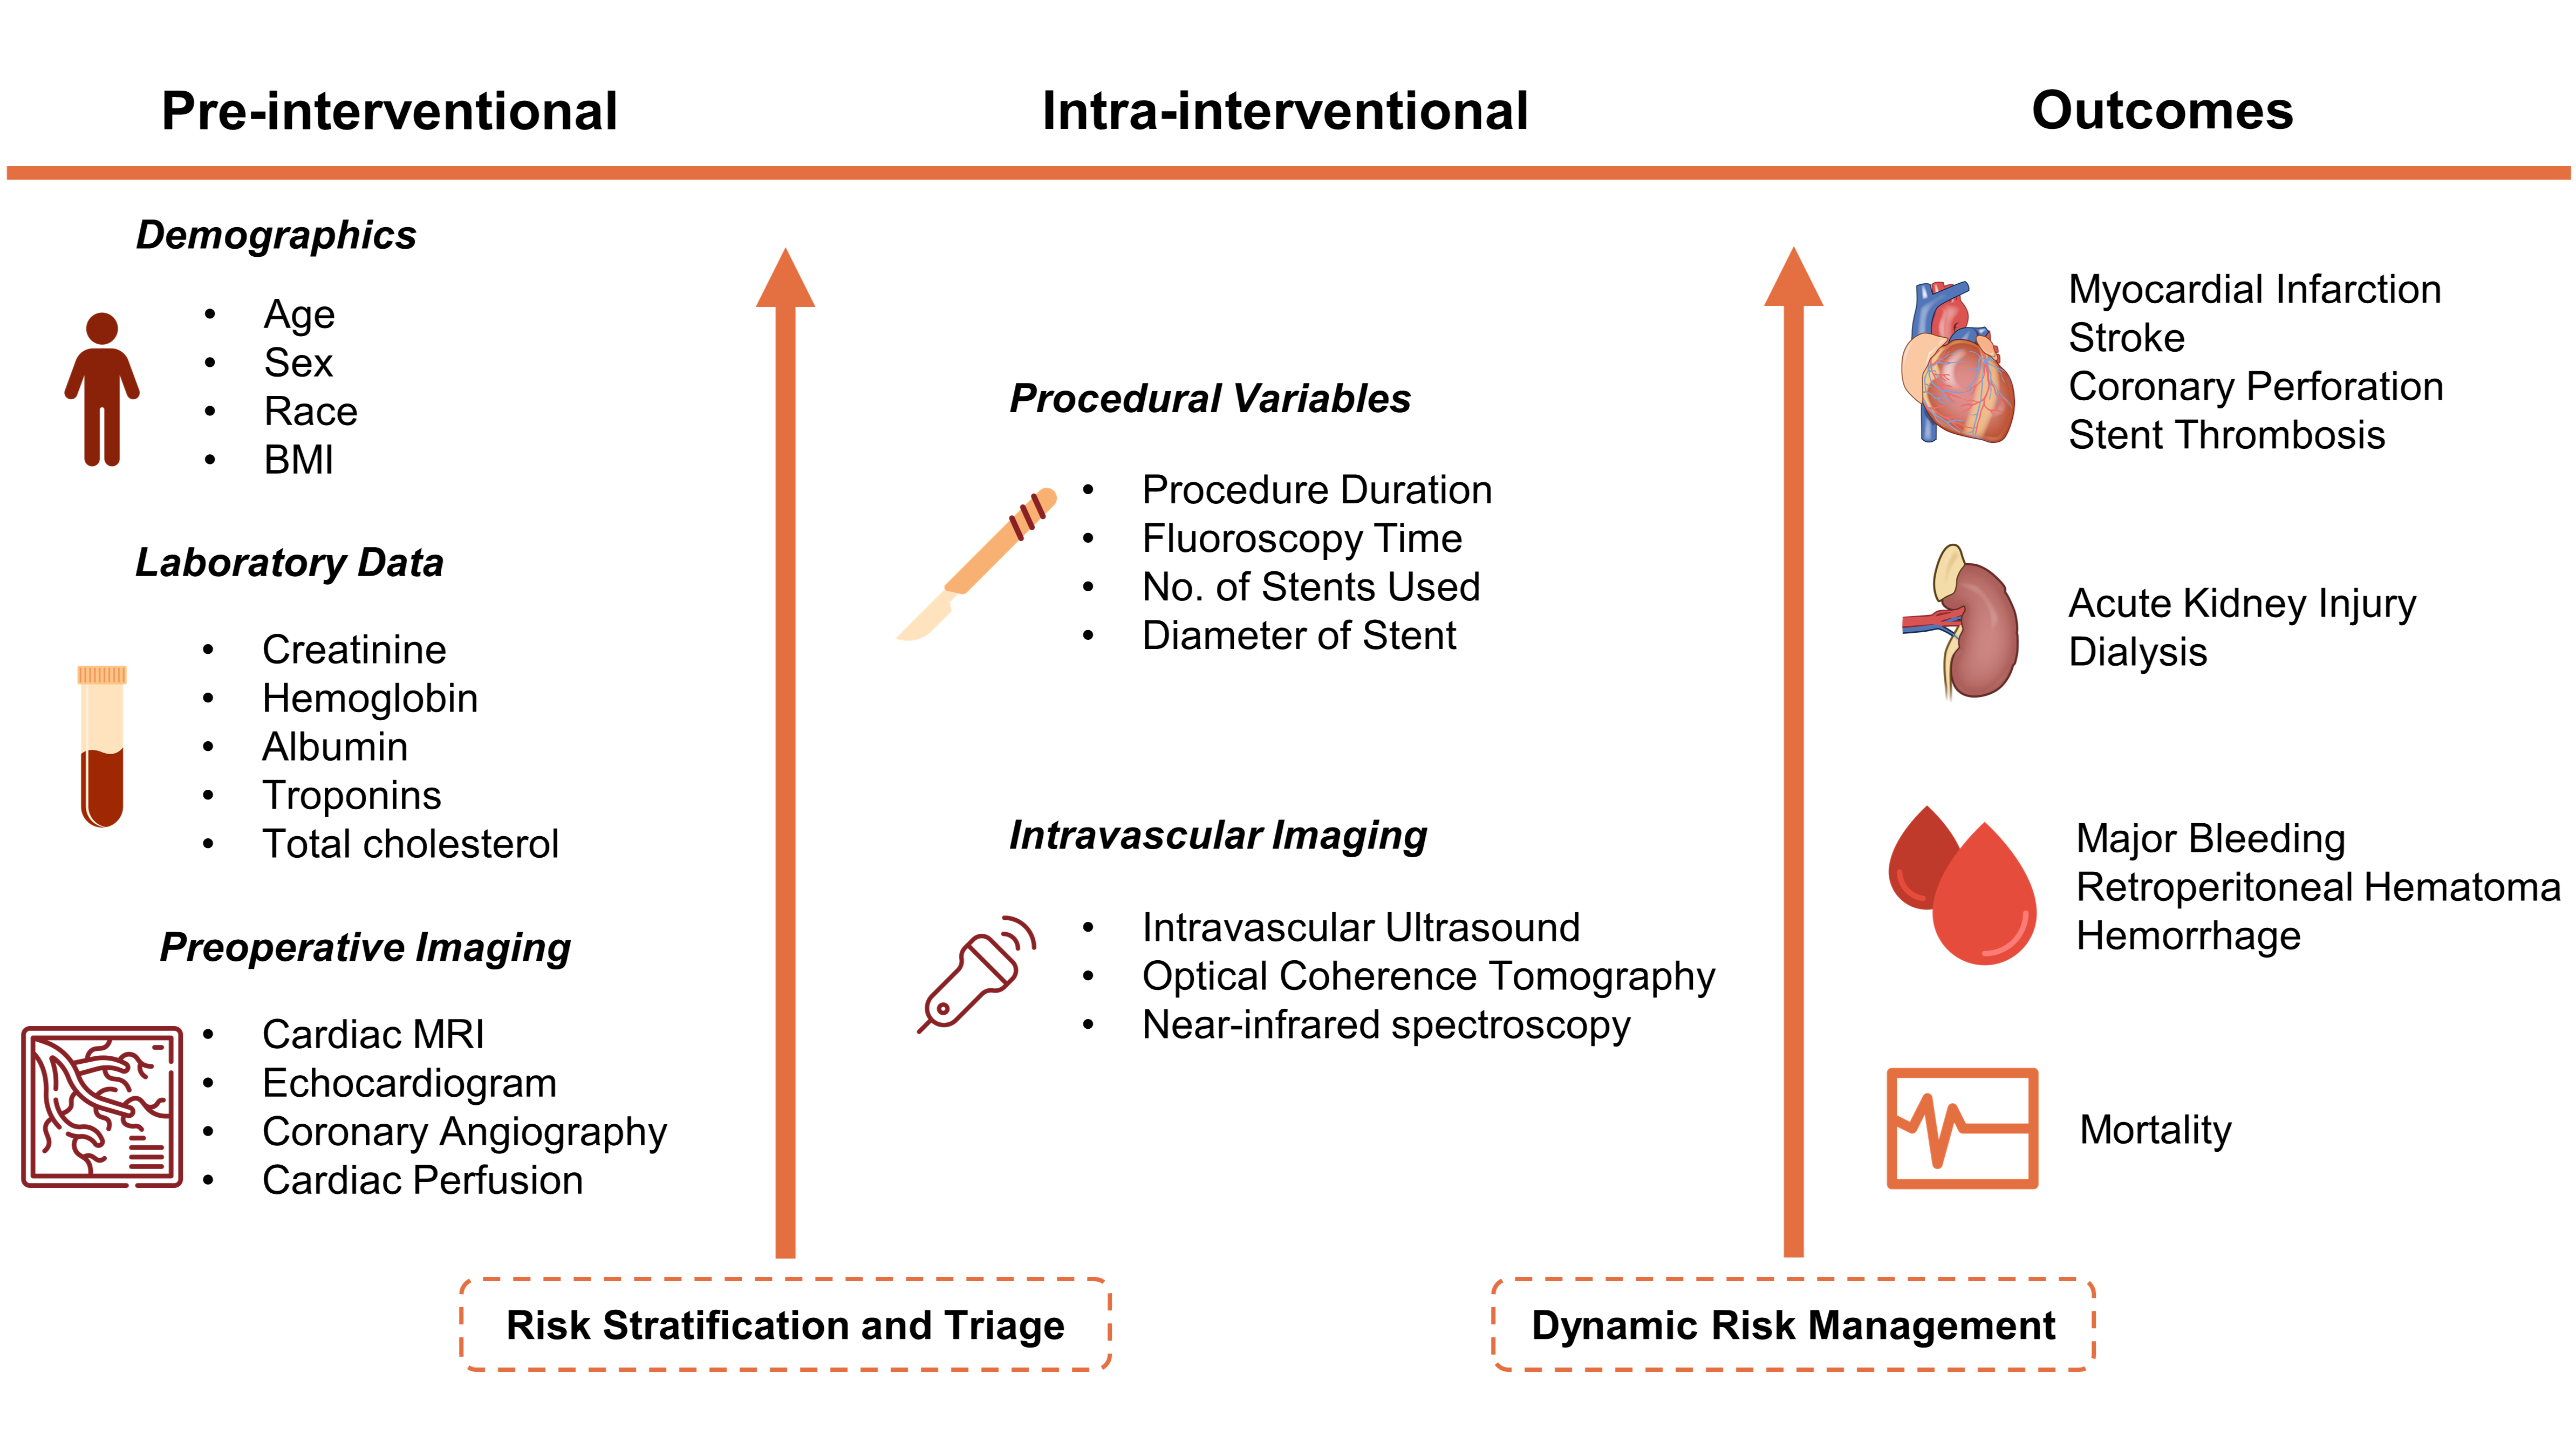 Pre-interventional
Intra-interventional
Outcomes
Demographics
• Age
• Sex
• Race
• BMI
Laboratory Data
• Creatinine
• Hemoglobin
• Albumin
• Troponins
• Total cholesterol
Preoperative Imaging
• Cardiac MRI
• Echocardiogram
• Coronary Angiography
• Cardiac Perfusion
Risk Stratification and Triage
Procedural Variables
• Procedure Duration
• Fluoroscopy Time
• No. of Stents Used
• Diameter of Stent
Intravascular Imaging
• Intravascular Ultrasound
• Optical Coherence Tomography
• Near-infrared spectroscopy
Dynamic Risk Management
Myocardial Infarction
Stroke
Coronary Perforation
Stent Thrombosis
Acute Kidney Injury
Dialysis
Major Bleeding
Retroperitoneal Hematoma
Hemorrhage
Mortality